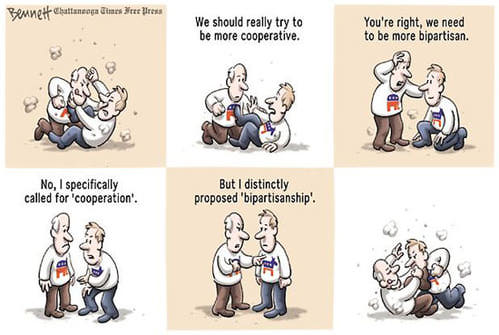 Bennett Chattanooga Times Free Press
We should really try to
be more cooperative.
You're right, we need
to be more bipartisan.
No, I specifically
called for 'cooperation'.
But I distinctly
proposed 'bipartisanship'.